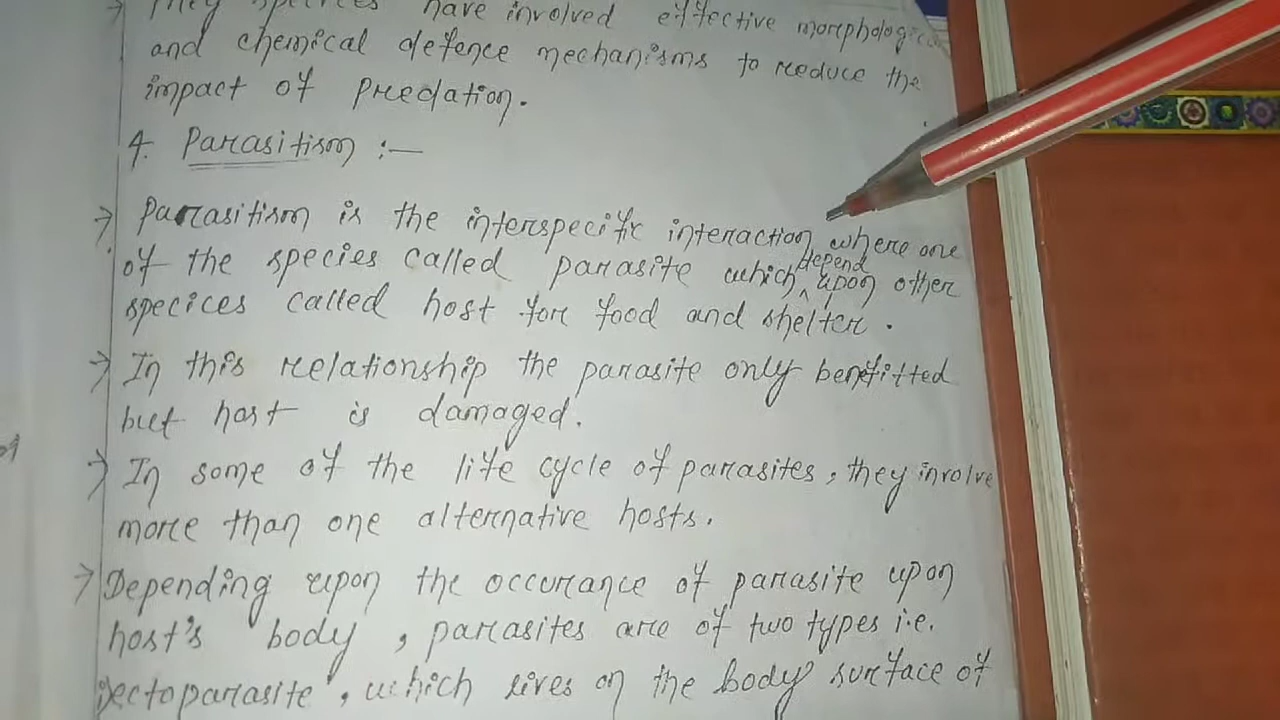 → They species have involved effective morphological
and chemical defence mechanisms to reduce the
impact of predation.
4. Parasitism :—
→ Parasitism is the interspecific interaction, where one
of the species called parasite which depend upon other
specices called host for food and shelter.
→ In this relationship the parasite only benefitted
but host is damaged.
→ In some of the life cycle of parasites, they involve
more than one alternative hosts.
→ Depending upon the occurance of parasite upon
host's body, parasites are of two types i.e.
ectoparasite, which lives on the body surface of